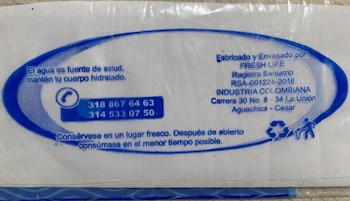 El agua es fuente de salud,
mantén tu cuerpo hidratado.
318 867 64 63
314 533 07 50
Fabricado y Envasado por
FRESH LIFE
Registro Sanitario
RSA-001224-2016
INDUSTRIA COLOMBIANA
Carrera 30 No. 8 - 34 La Unión
Aguachica - Cesar
Consérvese en un lugar fresco. Después de abierto
consúmase en el menor tiempo posible.